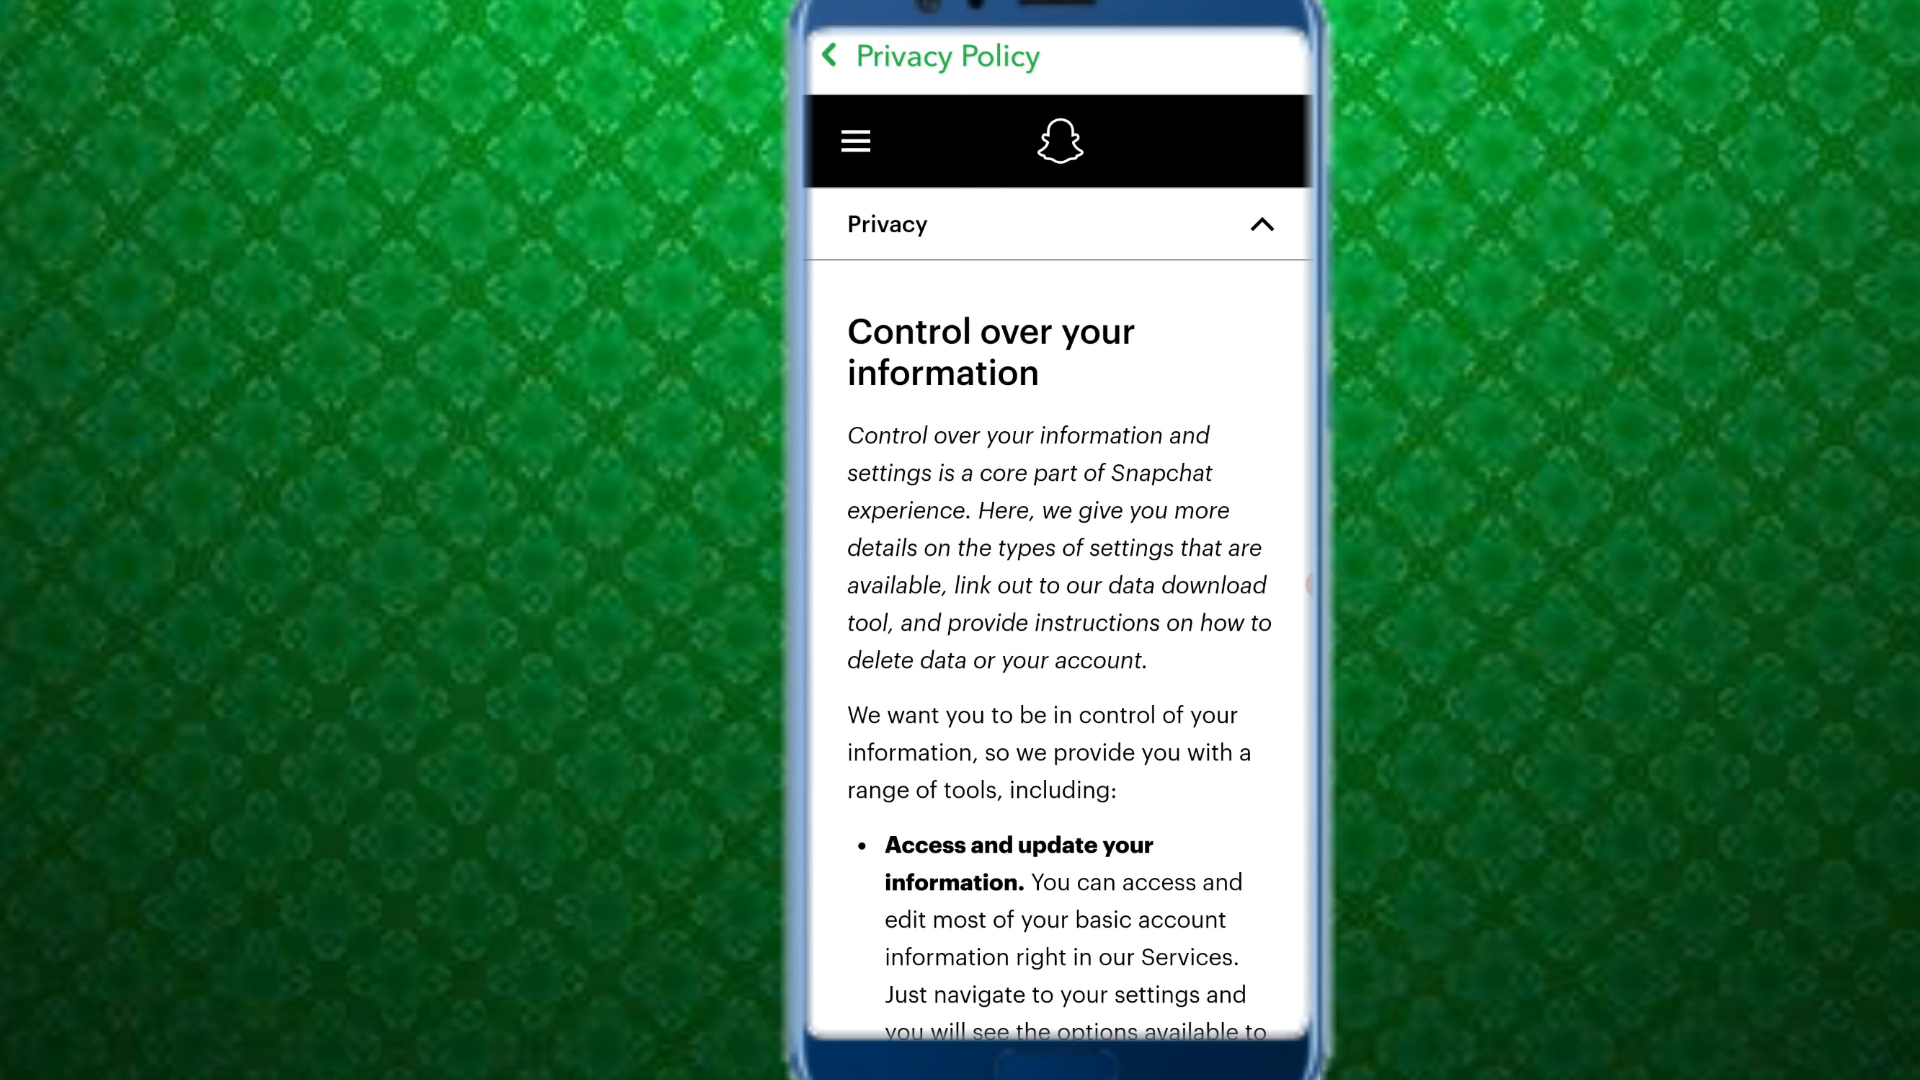 Privacy Policy
Privacy
Control over your
information
Control over your information and
settings is a core part of Snapchat
experience. Here, we give you more
details on the types of settings that are
available, link out to our data download
tool, and provide instructions on how to
delete data or your account.
We want you to be in control of your
information, so we provide you with a
range of tools, including:
• Access and update your
information. You can access and
edit most of your basic account
information right in our Services.
Just navigate to your settings and
you will see the options available to